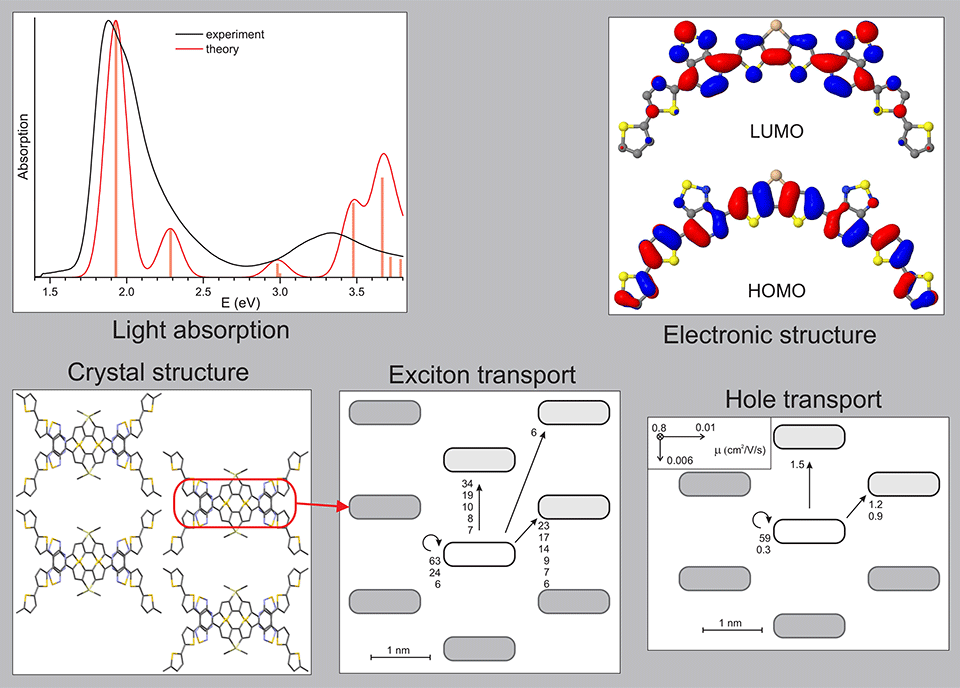 experiment
theory
Absorption
1.5
2.0
2.5
3.0
3.5
E (eV)
Light absorption
LUMO
HOMO
Electronic structure
Crystal structure
Exciton transport
6
34
19
10
8
7
23
17
14
9
7
6
63
24
6
1 nm
Hole transport
0.8
0.01
0.006
μ (cm²/V/s)
1.5
1.2
0.9
59
0.3
1 nm